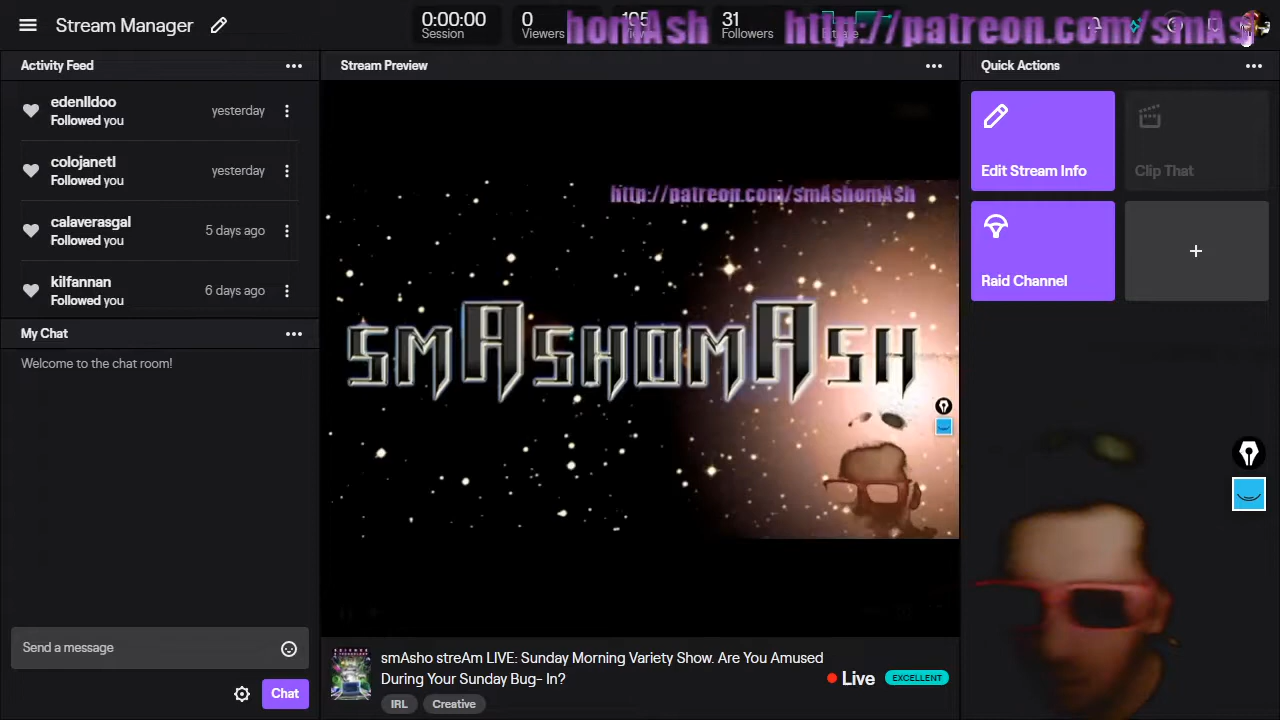 Stream Manager
0:00:00
Session
0
Viewers
105
31
Followers
homAsh http://patreon.com/smAs
Activity Feed
edenlldoo
Followed you
yesterday
colojanetl
Followed you
yesterday
calaverasgal
Followed you
5 days ago
kilfannan
Followed you
6 days ago
My Chat
Welcome to the chat room!
Send a message
Chat
Stream Preview
http://patreon.com/smAshomAsh
smAshomAsh
smAsho streAm LIVE: Sunday Morning Variety Show. Are You Amused
During Your Sunday Bug- In?
Live
EXCELLENT
IRL
Creative
Quick Actions
Edit Stream Info
Clip That
Raid Channel
+